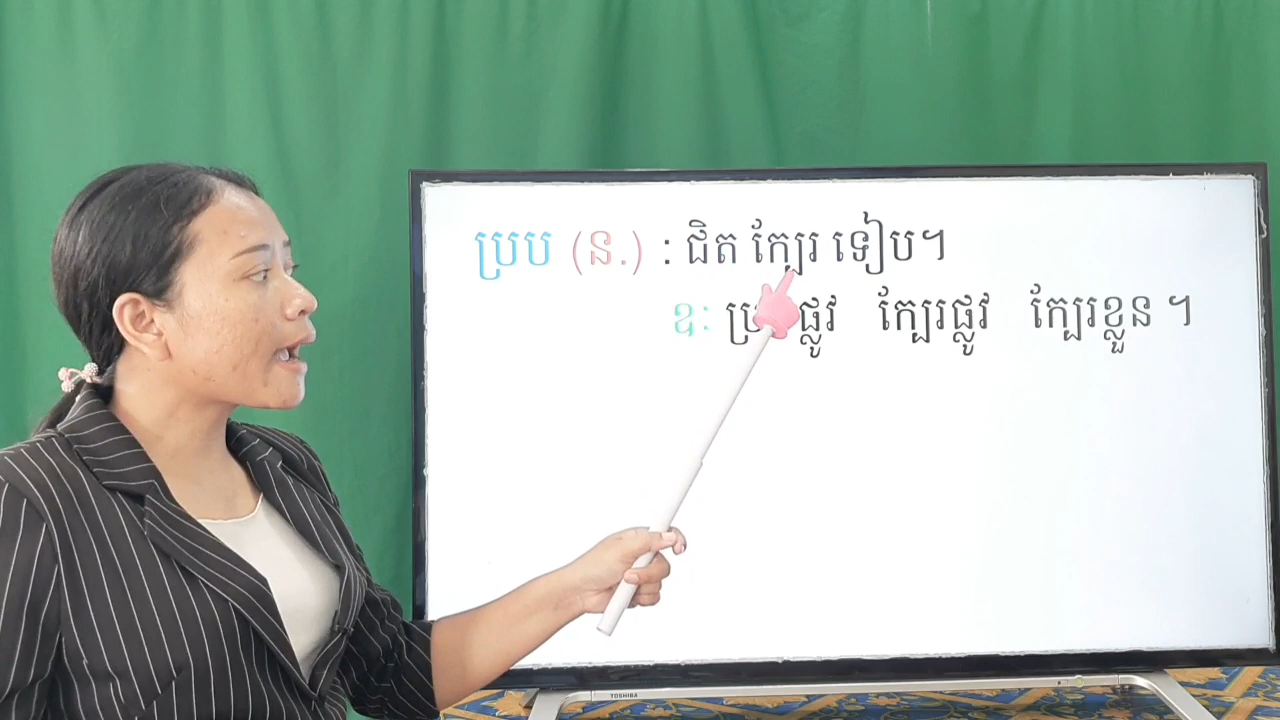 ប្រប (ន.) : ជិត ក្បែរ ទៀប។
ឧៈ ផ្លូវ ក្បែរផ្លូវ ក្បែរខ្លួន ។
TOSHIBA